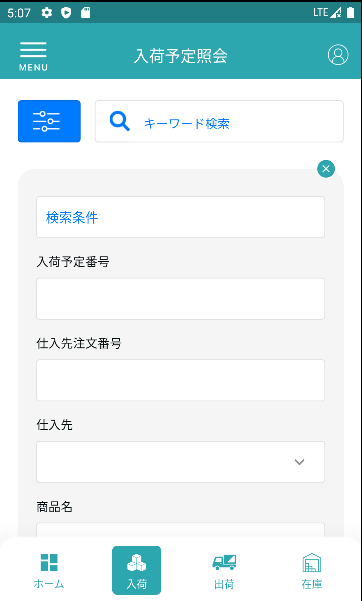 5:07
LTE
MENU
入荷予定照会
キーワード検索
検索条件
入荷予定番号
仕入先注文番号
仕入先
商品名
ホーム
入荷
出荷
在庫